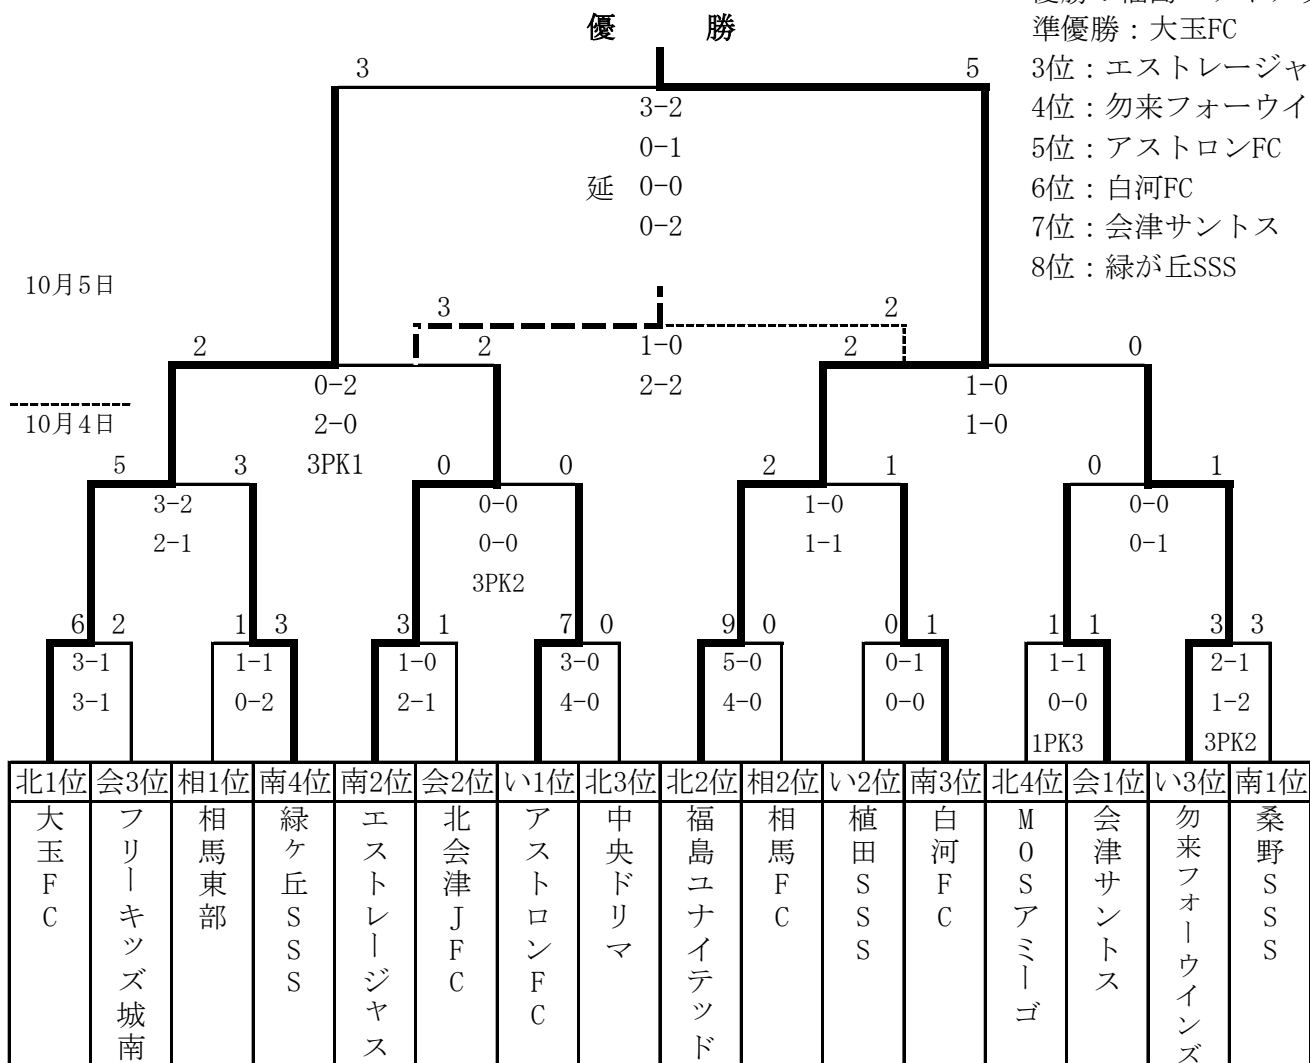 優 勝
準優勝：大玉FC
3位：エストレージャ
4位：勿来フォーウイ
5位：アストロンFC
6位：白河FC
7位：会津サントス
8位：緑が丘SSS
3 5
3-2
0-1
延 0-0
0-2
10月5日
3 2
2 2 1-0 2 0
0-2 2-2 1-0
10月4日 2-0 1-0
3PK1
5 3 0 0 2 1 0 1
3-2 0-0 1-0 0-0
2-1 0-0 1-1 0-1
3PK2
6 2 1 3 3 1 7 0 9 0 0 1 1 1 3 3
3-1 1-1 1-0 3-0 5-0 0-1 1-1 2-1
3-1 0-2 2-1 4-0 4-0 0-0 0-0 1-2
1PK3 3PK2
北1位 会3位 相1位 南4位 南2位 会2位 い1位 北3位 北2位 相2位 い2位 南3位 北4位 会1位 い3位 南1位
大玉FC
フリーキッズ城南
相馬東部
緑ヶ丘SSS
エストレージャス
北会津JFC
アストロンFC
中央ドリマ
福島ユナイテッド
相馬FC
植田SSS
白河FC
MOSアミーゴ
会津サントス
勿来フォーウインズ
桑野SSS